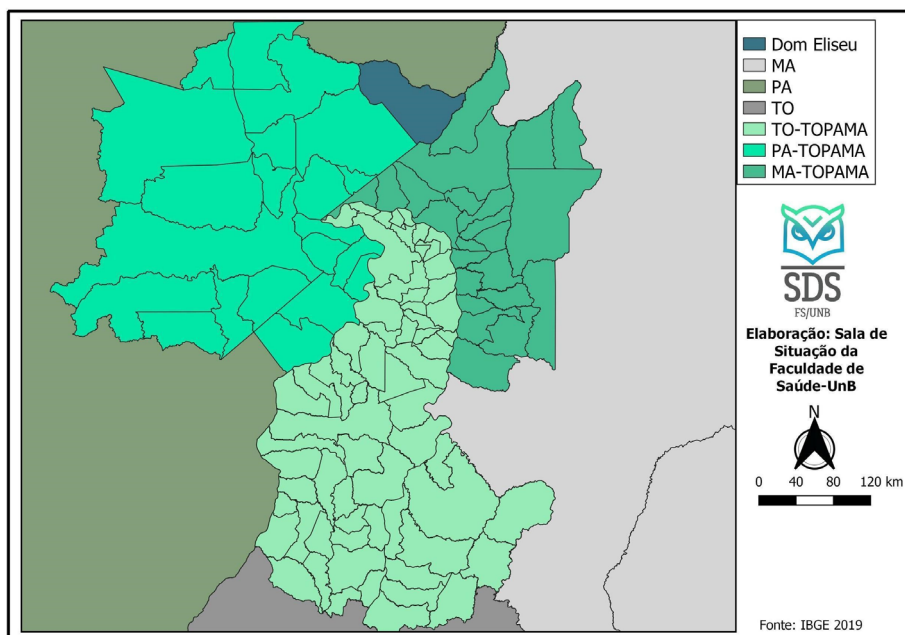 Dom Eliseu
MA
PA
TO
TO-TOPAMA
PA-TOPAMA
MA-TOPAMA
SDS
FS/UNB
Elaboração: Sala de
Situação da
Faculdade de
Saúde-UnB
N
0 40 80 120 km
Fonte: IBGE 2019